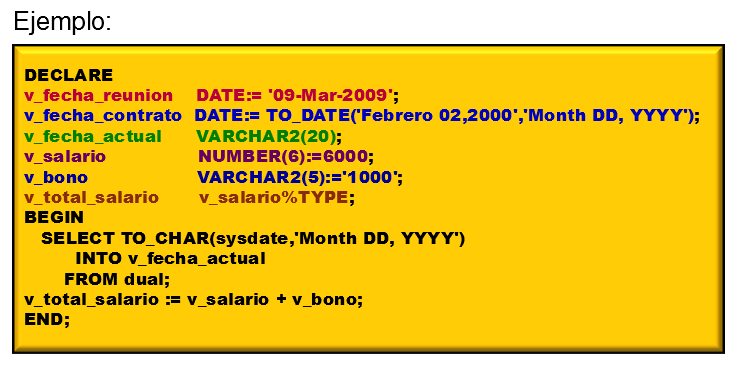 Ejemplo:
DECLARE
v_fecha_reunion DATE:= '09-Mar-2009';
v_fecha_contrato DATE:= TO_DATE('Febrero 02,2000','Month DD, YYYY');
v_fecha_actual VARCHAR2(20);
v_salario NUMBER(6):=6000;
v_bono VARCHAR2(5):='1000';
v_total_salario v_salario%TYPE;
BEGIN
SELECT TO_CHAR(sysdate,'Month DD, YYYY')
INTO v_fecha_actual
FROM dual;
v_total_salario := v_salario + v_bono;
END;